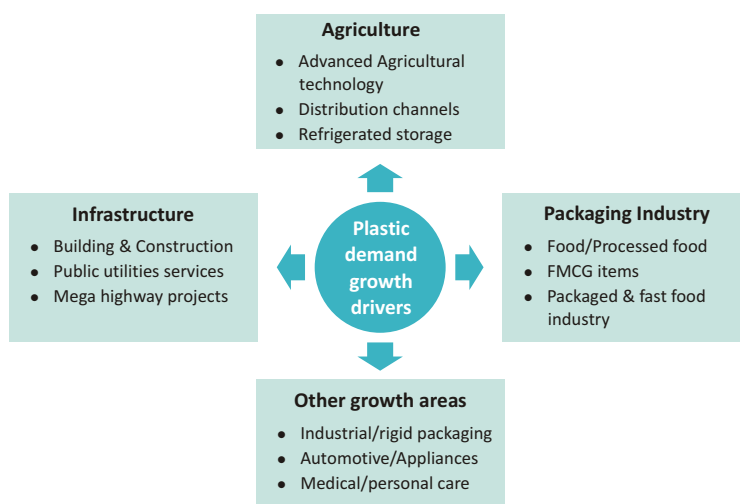 Agriculture
● Advanced Agricultural
technology
● Distribution channels
● Refrigerated storage
Infrastructure
● Building & Construction
● Public utilities services
● Mega highway projects
Plastic
demand
growth
drivers
Packaging Industry
● Food/Processed food
● FMCG items
● Packaged & fast food
industry
Other growth areas
● Industrial/rigid packaging
● Automotive/Appliances
● Medical/personal care